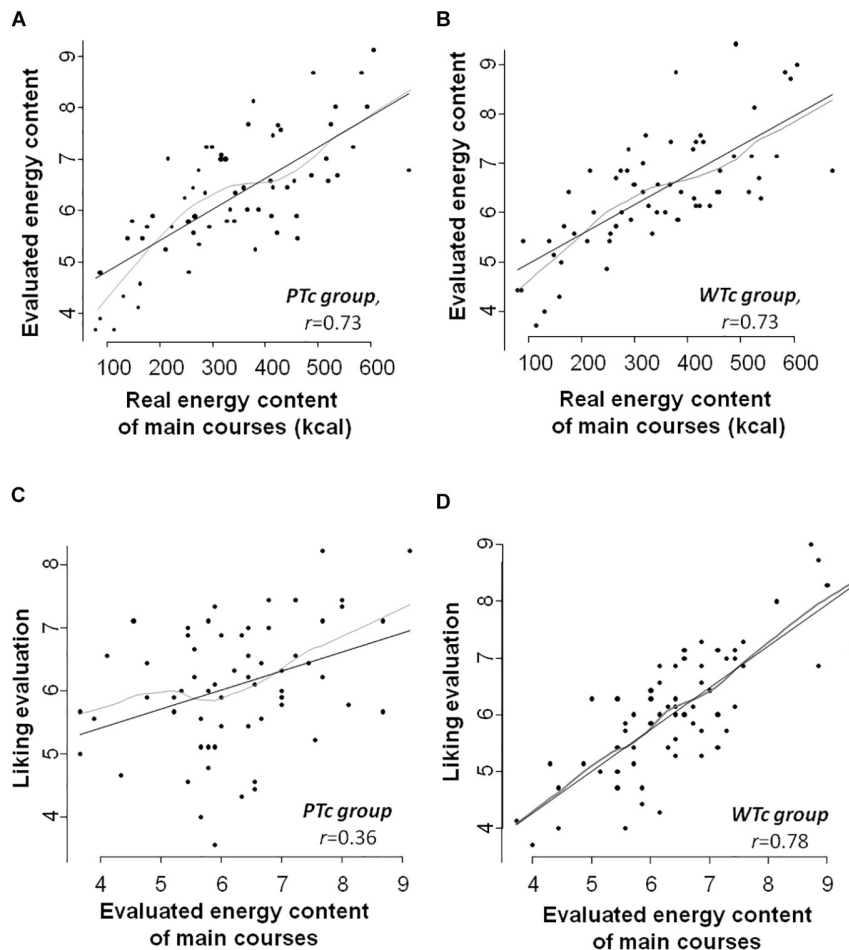 A
Evaluated energy content
9
8
7
6
5
4
PTc group,
r=0.73
100 200 300 400 500 600
Real energy content
of main courses (kcal)
B
Evaluated energy content
9
8
7
6
5
4
WTc group,
r=0.73
100 200 300 400 500 600
Real energy content
of main courses (kcal)
C
Liking evaluation
8
7
6
5
4
PTc group
r=0.36
4 5 6 7 8 9
Evaluated energy content
of main courses
D
Liking evaluation
9
8
7
6
5
4
WTc group
r=0.78
4 5 6 7 8 9
Evaluated energy content
of main courses